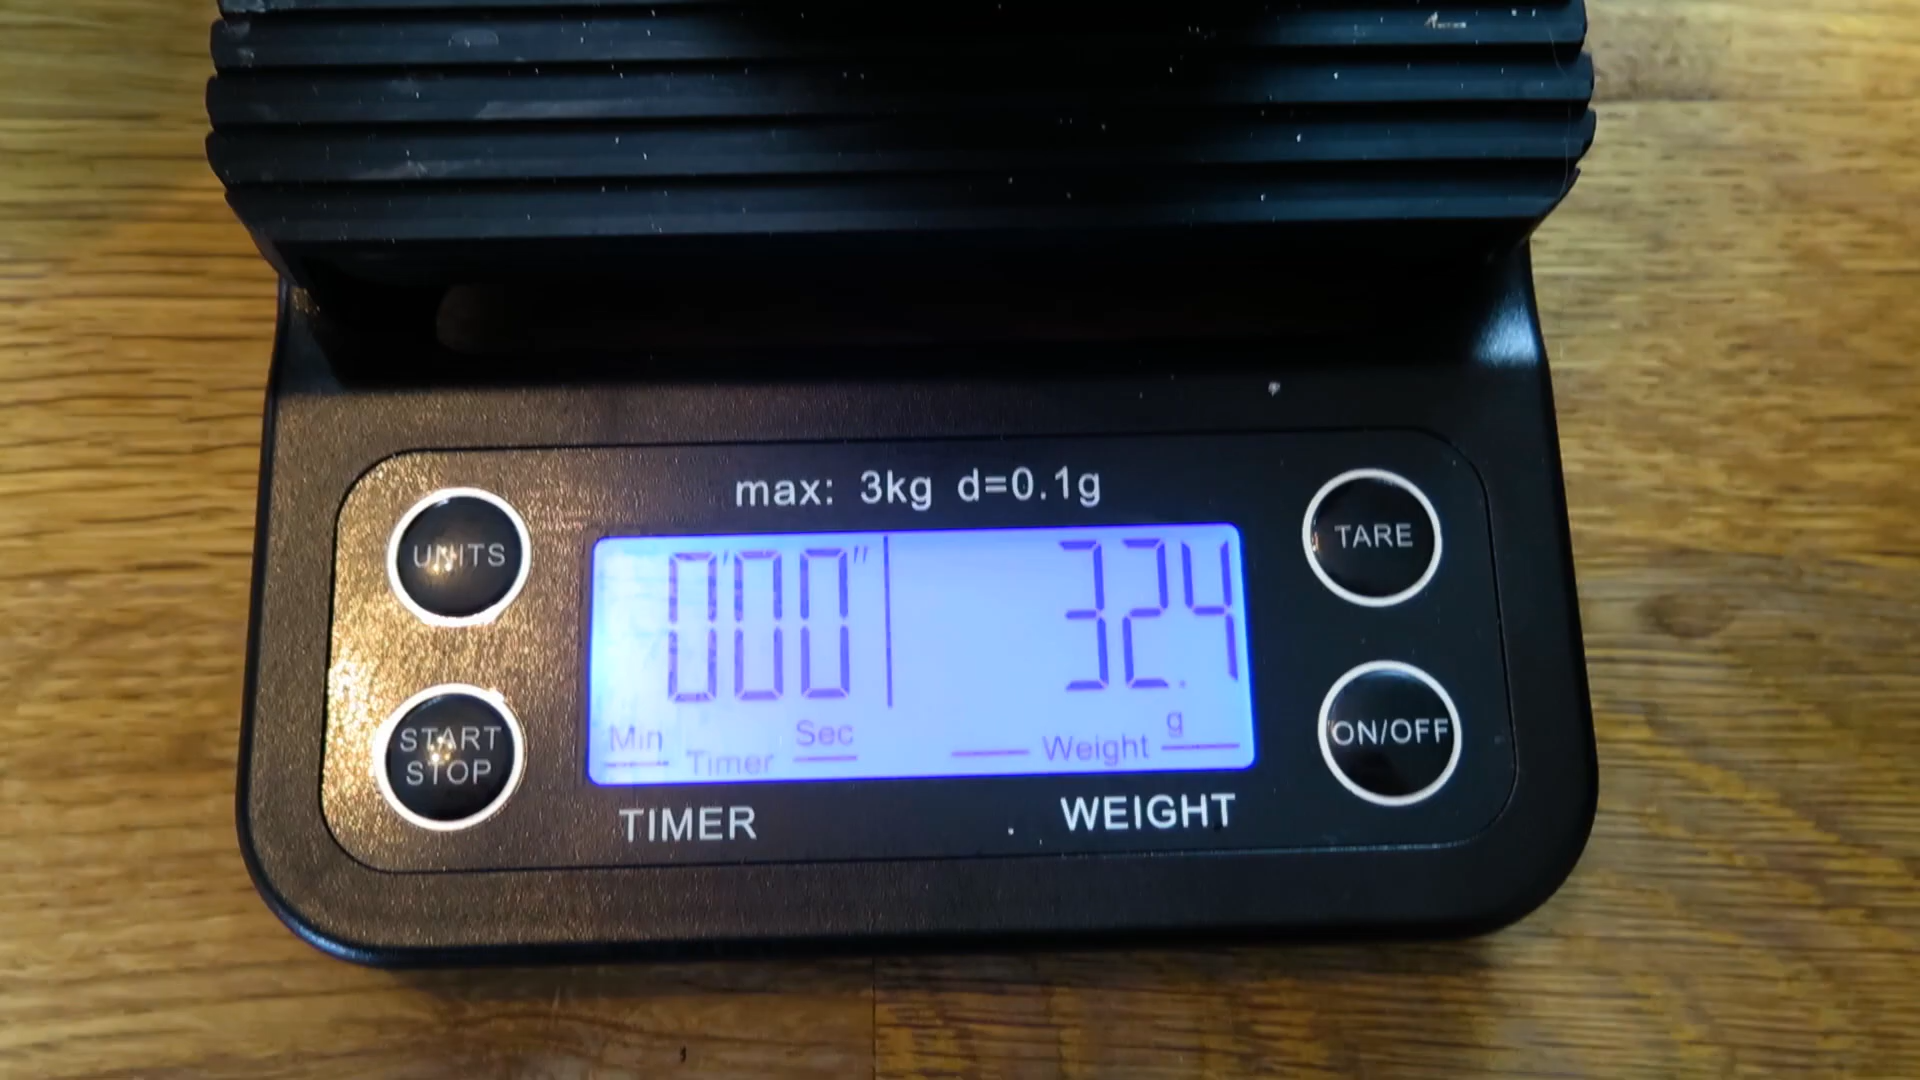 max: 3kg d=0.1g
UNITS
0'00"
32.4
TARE
START
STOP
Min
Timer
Sec
Weight
g
ON/OFF
TIMER
WEIGHT